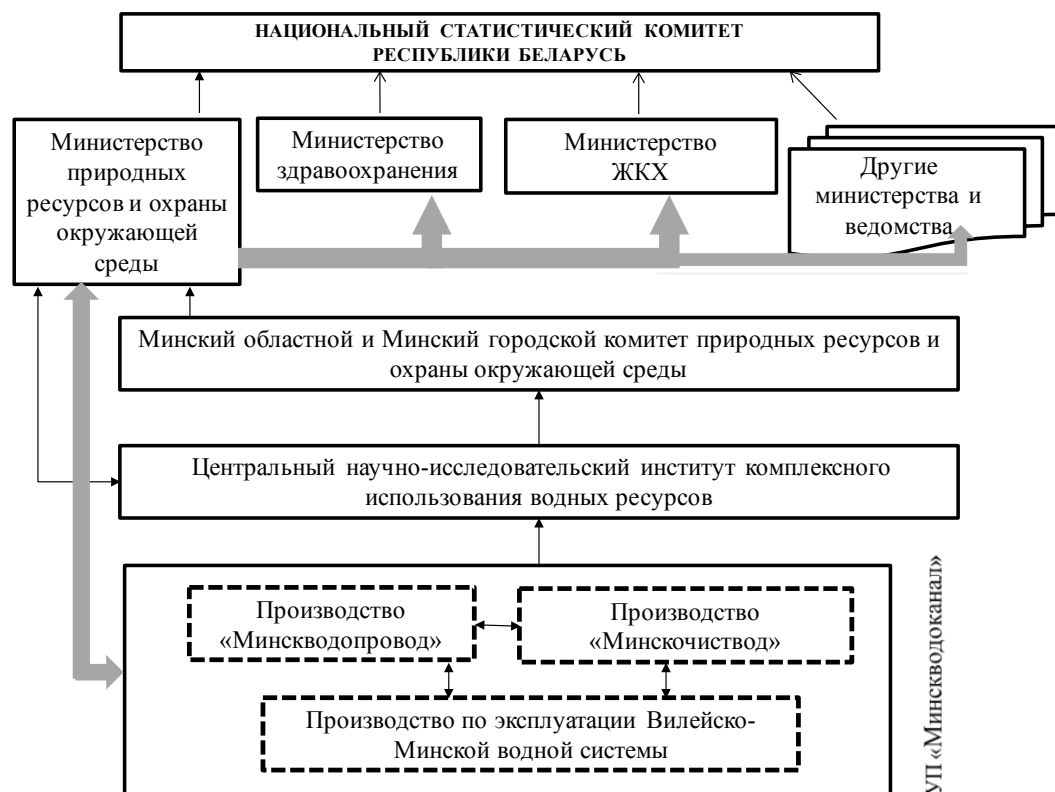 НАЦИОНАЛЬНЫЙ СТАТИСТИЧЕСКИЙ КОМИТЕТ
РЕСПУБЛИКИ БЕЛАРУСЬ
Министерство
природных
ресурсов и охраны
окружающей
среды
Министерство
здравоохранения
Министерство
ЖКХ
Другие
министерства и
ведомства
Минский областной и Минский городской комитет природных ресурсов и
охраны окружающей среды
Центральный научно-исследовательский институт комплексного
использования водных ресурсов
Производство
«Минскводопровод»
Производство
«Минскочиствод»
Производство по эксплуатации Вилейско-
Минской водной системы
УП «Минскводоканал»